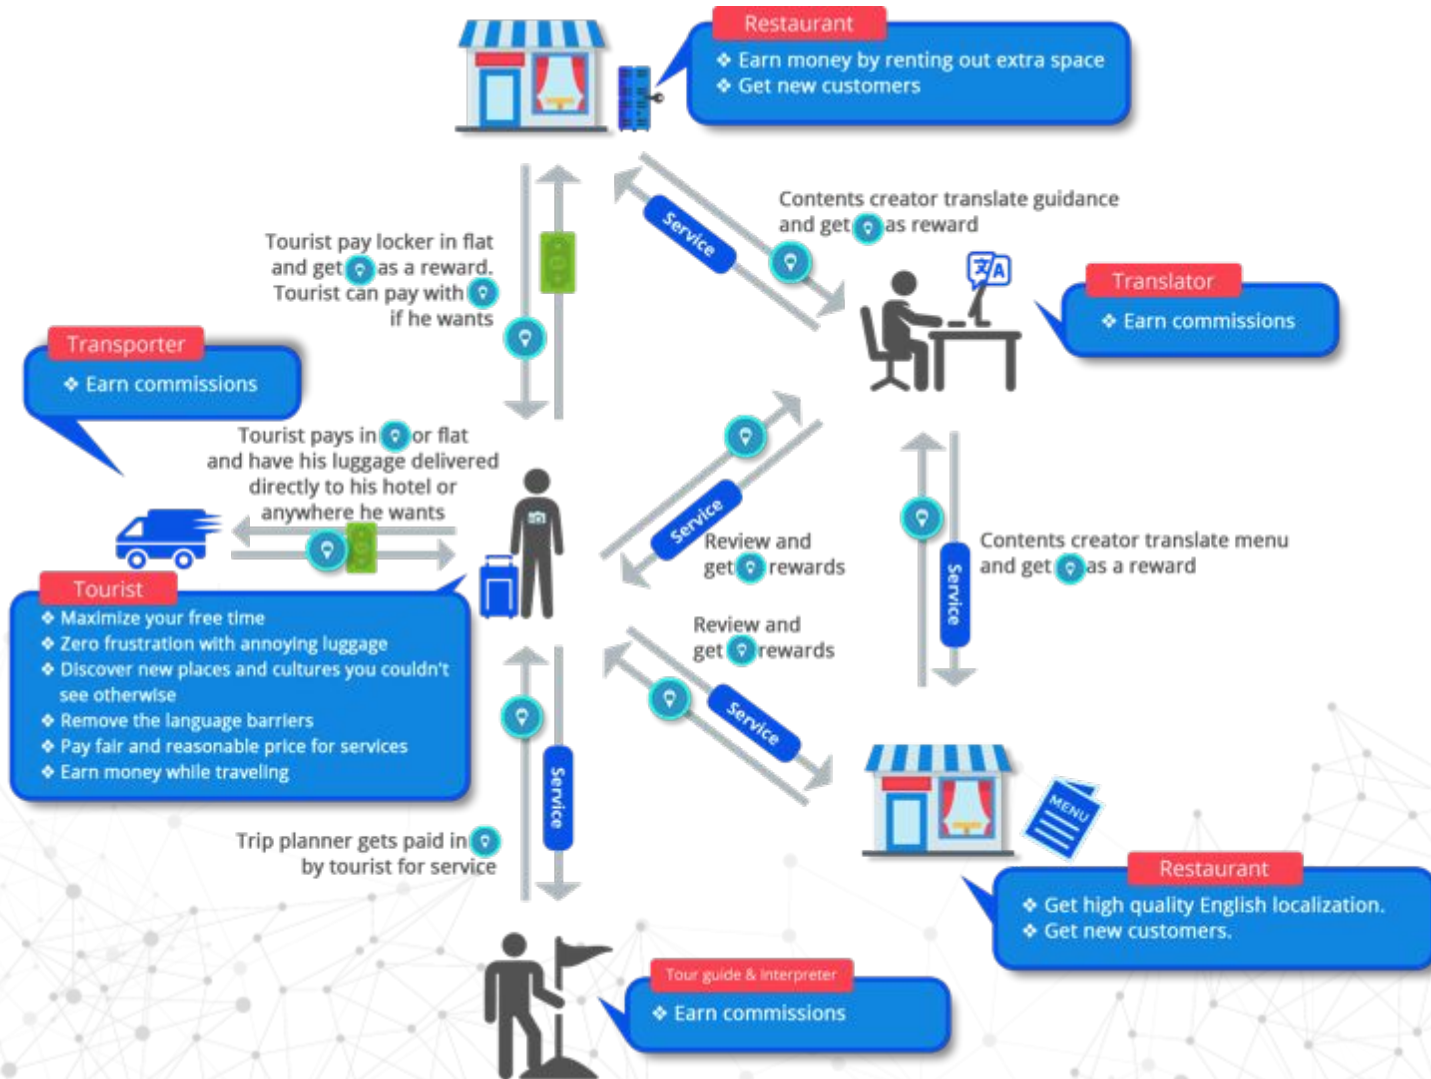 Restaurant
❖ Earn money by renting out extra space
❖ Get new customers
Contents creator translate guidance
and get as reward
Service
Tourist pay locker in flat
and get as a reward.
Tourist can pay with
if he wants
Translator
❖ Earn commissions
Transporter
❖ Earn commissions
Tourist pays in or flat
and have his luggage delivered
directly to his hotel or
anywhere he wants
Service
Review and
get rewards
Contents creator translate menu
and get as a reward
Service
Tourist
❖ Maximize your free time
❖ Zero frustration with annoying luggage
❖ Discover new places and cultures you couldn't
see otherwise
❖ Remove the language barriers
❖ Pay fair and reasonable price for services
❖ Earn money while traveling
Review and
get rewards
Service
Service
Trip planner gets paid in
by tourist for service
MENU
Restaurant
❖ Get high quality English localization.
❖ Get new customers.
Tour guide & Interpreter
❖ Earn commissions